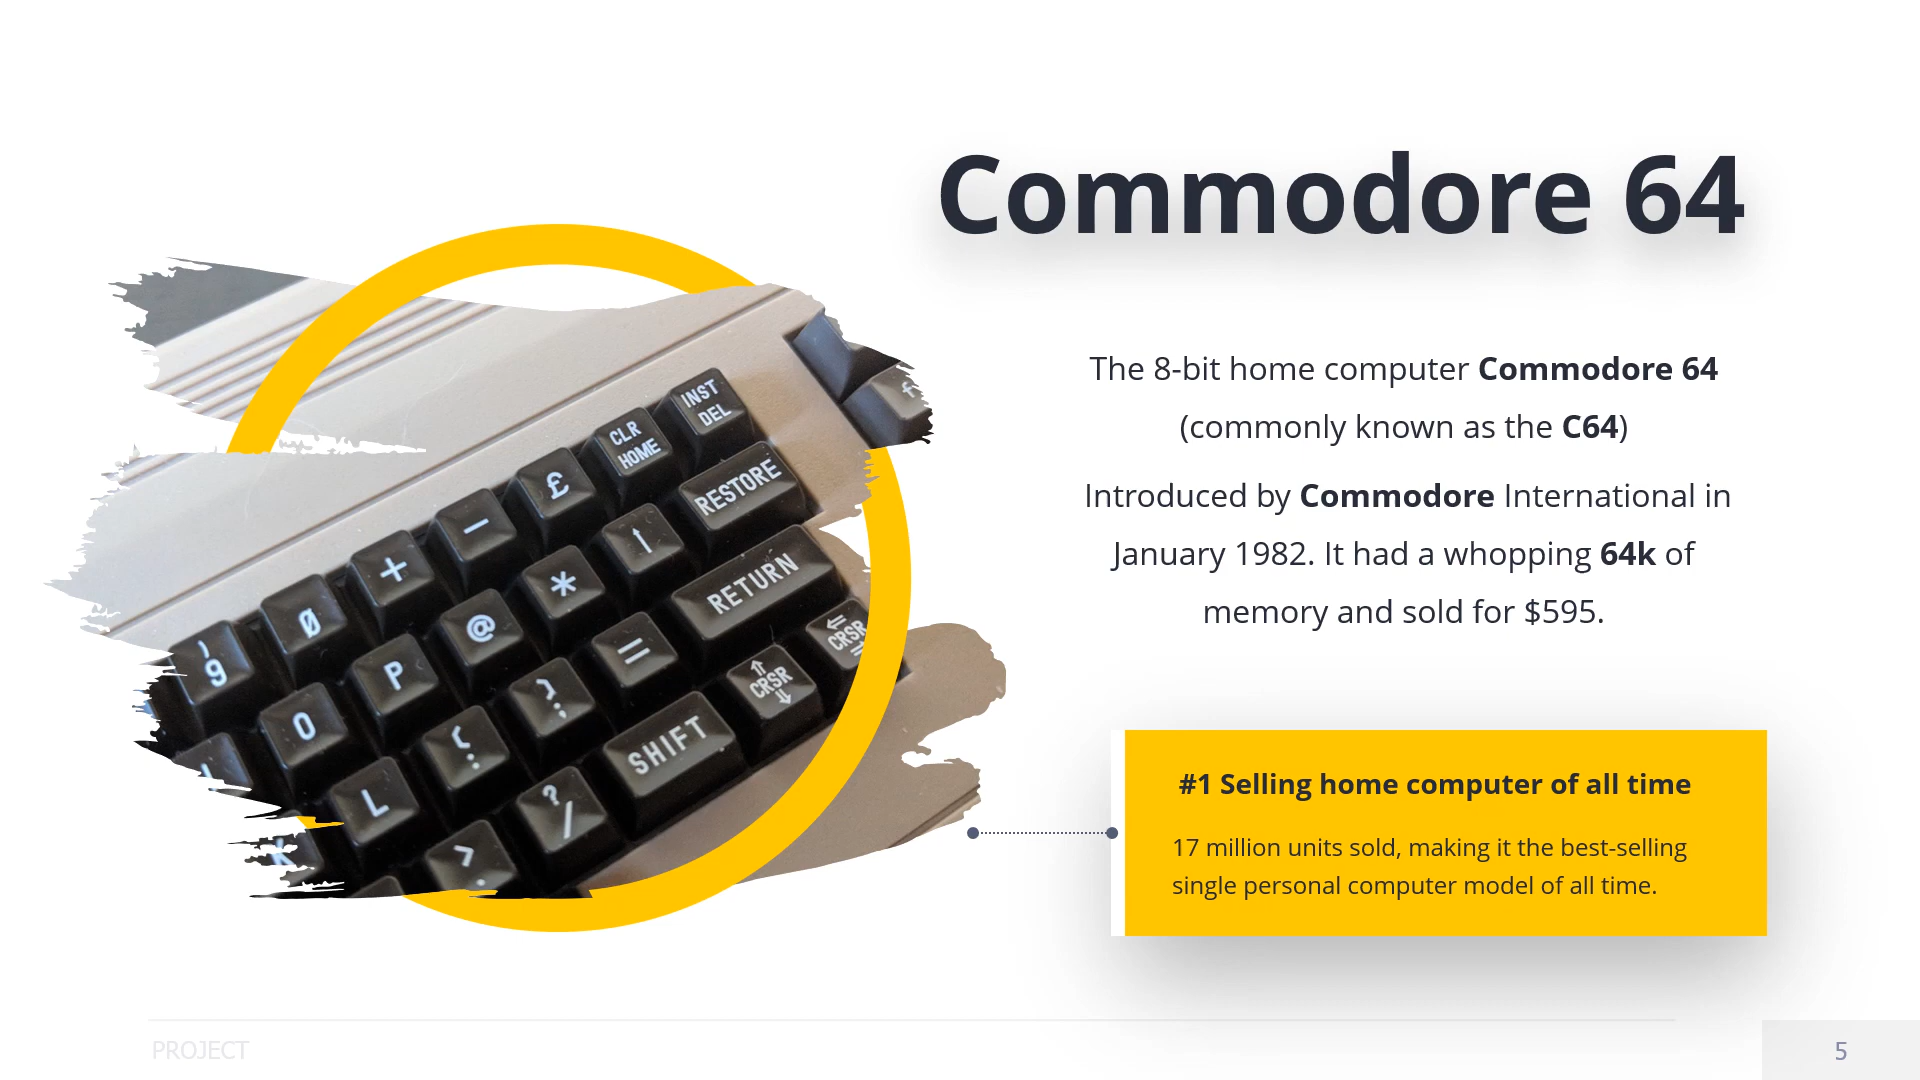 Commodore 64
The 8-bit home computer Commodore 64
(commonly known as the C64)
Introduced by Commodore International in
January 1982. It had a whopping 64k of
memory and sold for $595.
#1 Selling home computer of all time
17 million units sold, making it the best-selling
single personal computer model of all time.
INST
DEL
CLR
HOME
£
-
+
Ø
)
9
RESTORE
↑
*
@
P
O
RETURN
=
]
;
[
:
L
⇐
CRSR
⇒
⇑
CRSR
⇓
SHIFT
?
/
>
.
K
f
PROJECT
5